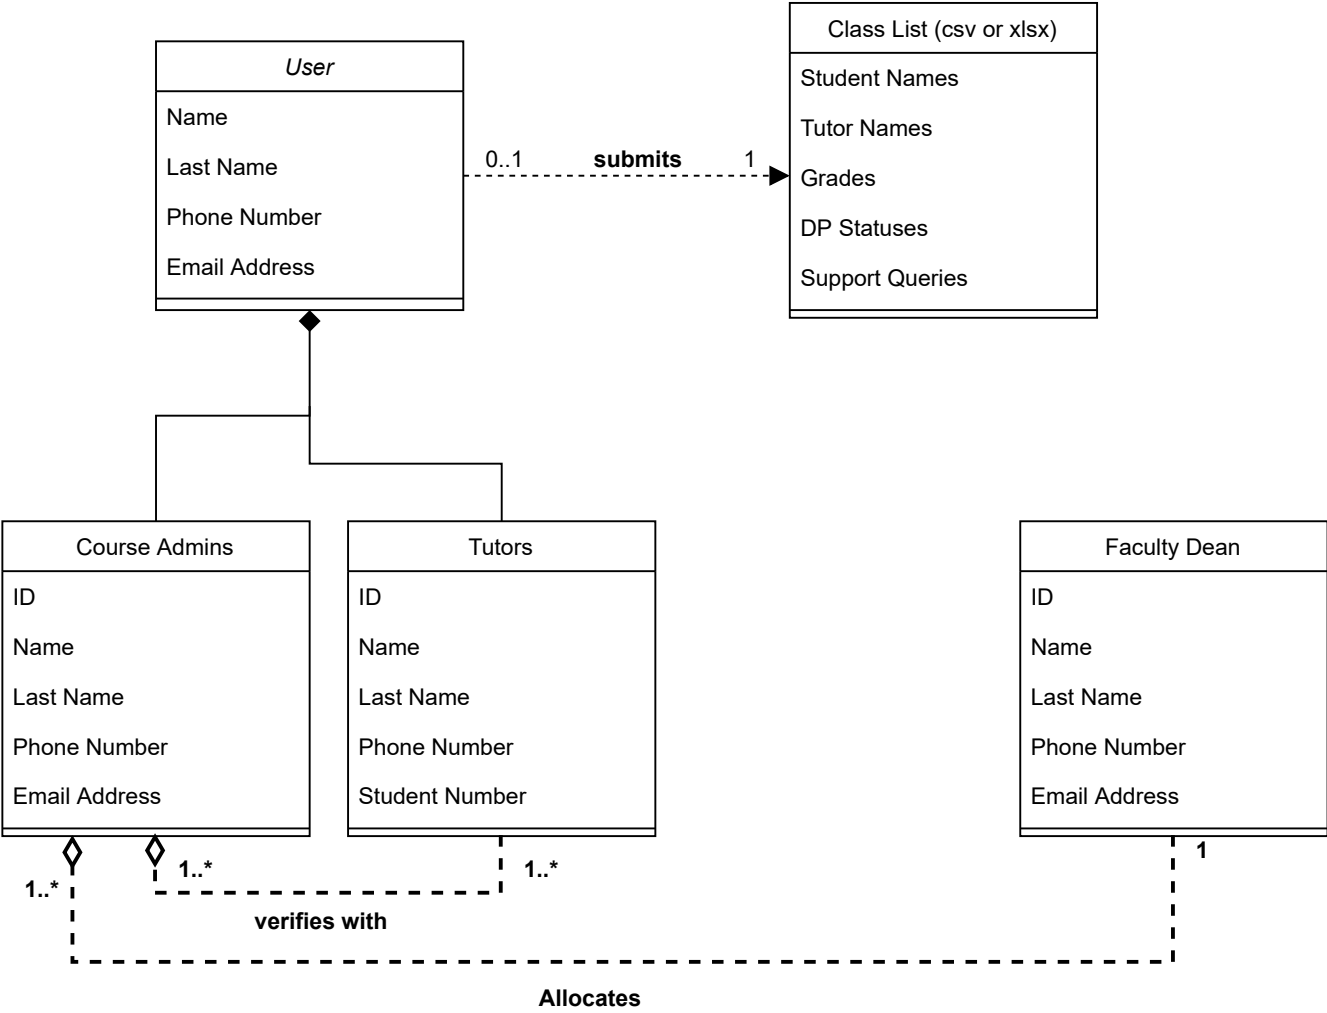 User
Name
Last Name
Phone Number
Email Address
0..1
submits
1
Class List (csv or xlsx)
Student Names
Tutor Names
Grades
DP Statuses
Support Queries
Course Admins
ID
Name
Last Name
Phone Number
Email Address
Tutors
ID
Name
Last Name
Phone Number
Student Number
Faculty Dean
ID
Name
Last Name
Phone Number
Email Address
1..*
1..*
1..*
1
verifies with
Allocates